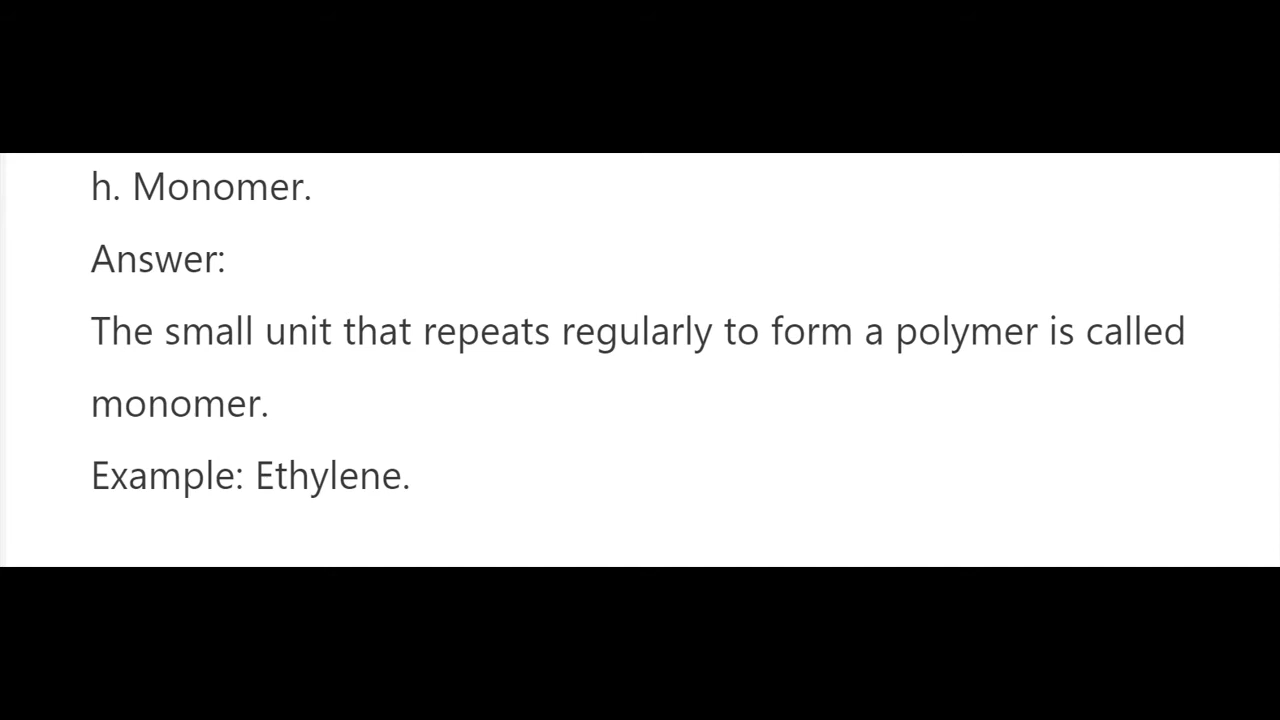 h. Monomer.
Answer:
The small unit that repeats regularly to form a polymer is called
monomer.
Example: Ethylene.